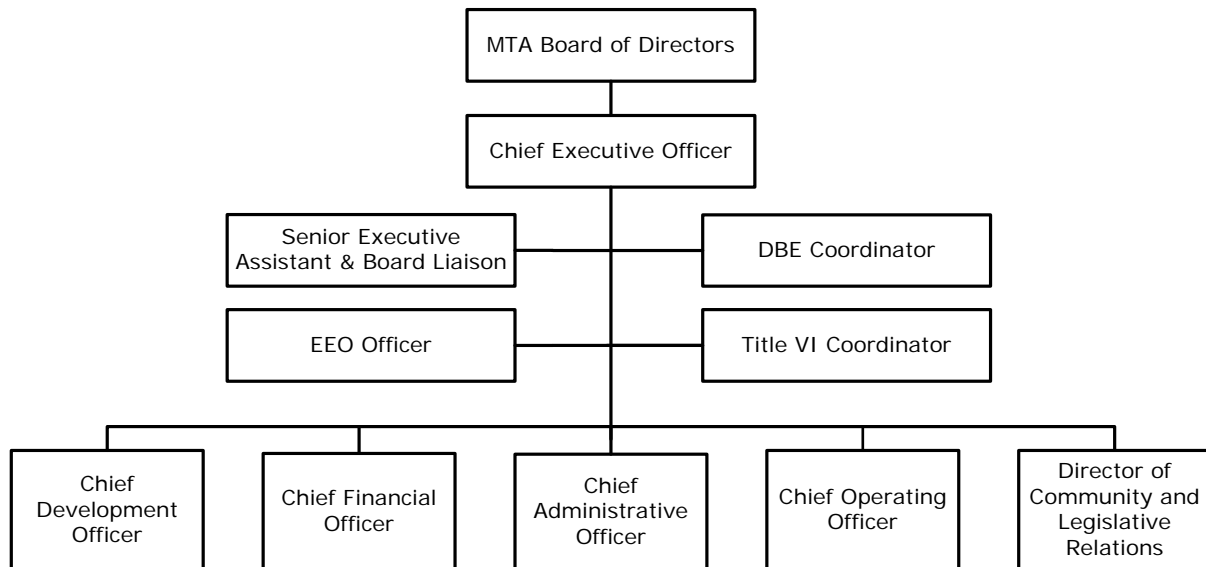 MTA Board of Directors
Chief Executive Officer
Senior Executive
Assistant & Board Liaison
DBE Coordinator
EEO Officer
Title VI Coordinator
Chief
Development
Officer
Chief Financial
Officer
Chief
Administrative
Officer
Chief Operating
Officer
Director of
Community and
Legislative
Relations